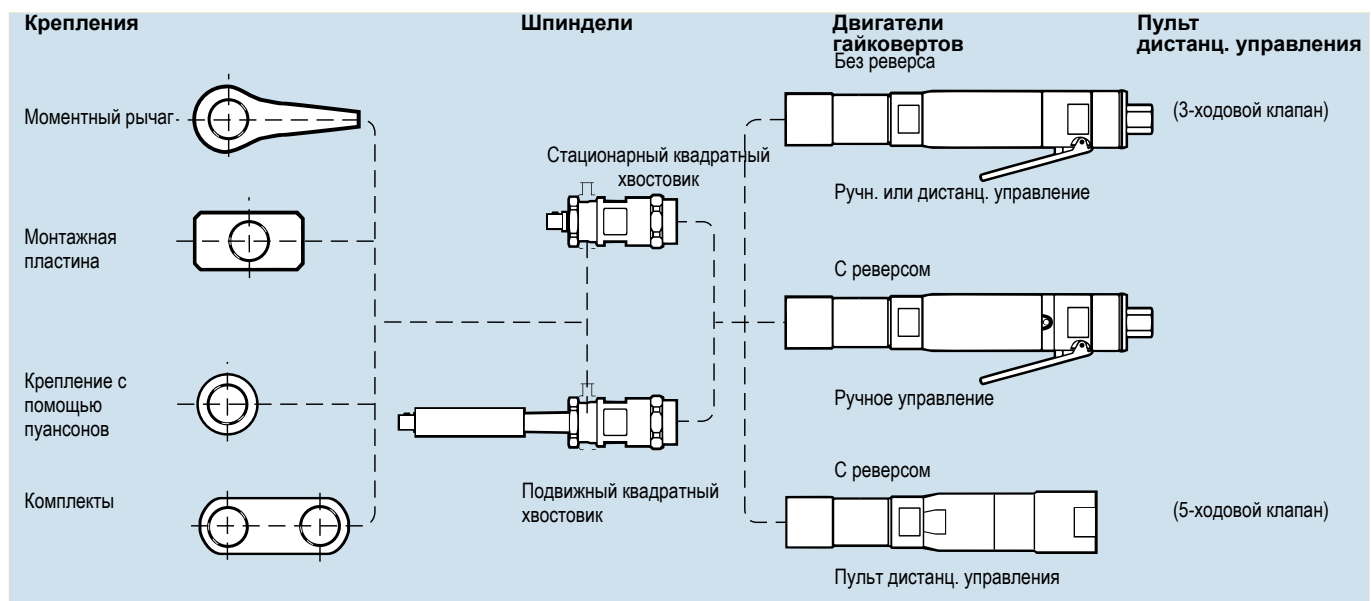 Крепления
Шпиндели
Двигатели
гайковертов
Пульт
дистанц. управления
Без реверса
Моментный рычаг
(3-ходовой клапан)
Стационарный квадратный
хвостовик
Ручн. или дистанц. управление
Монтажная
пластина
С реверсом
Крепление с
помощью
пуансонов
Ручное управление
С реверсом
Комплекты
Подвижный квадратный
хвостовик
(5-ходовой клапан)
Пульт дистанц. управления